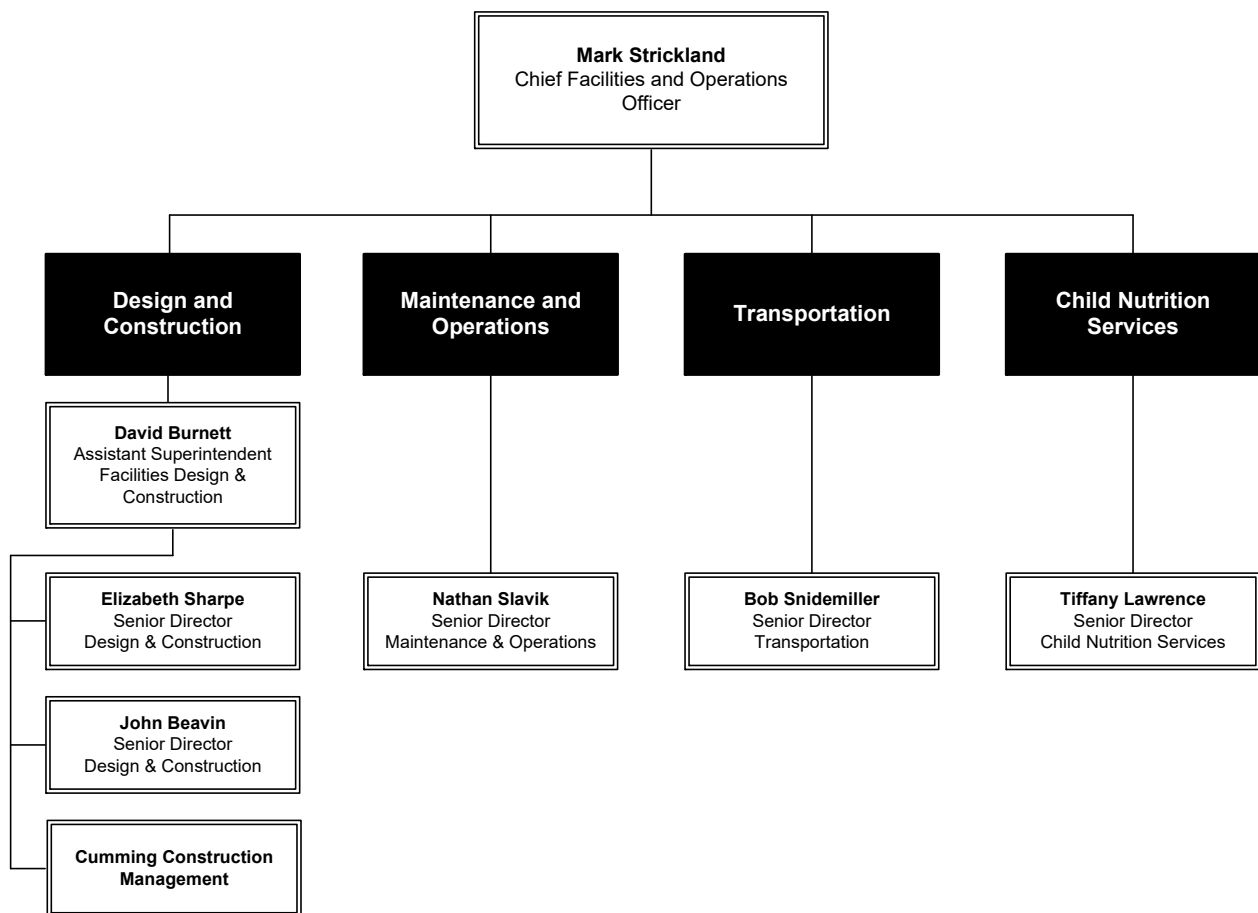 Mark Strickland
Chief Facilities and Operations
Officer
Design and
Construction
Maintenance and
Operations
Transportation
Child Nutrition
Services
David Burnett
Assistant Superintendent
Facilities Design &
Construction
Elizabeth Sharpe
Senior Director
Design & Construction
Nathan Slavik
Senior Director
Maintenance & Operations
Bob Snidemiller
Senior Director
Transportation
Tiffany Lawrence
Senior Director
Child Nutrition Services
John Beavin
Senior Director
Design & Construction
Cumming Construction
Management